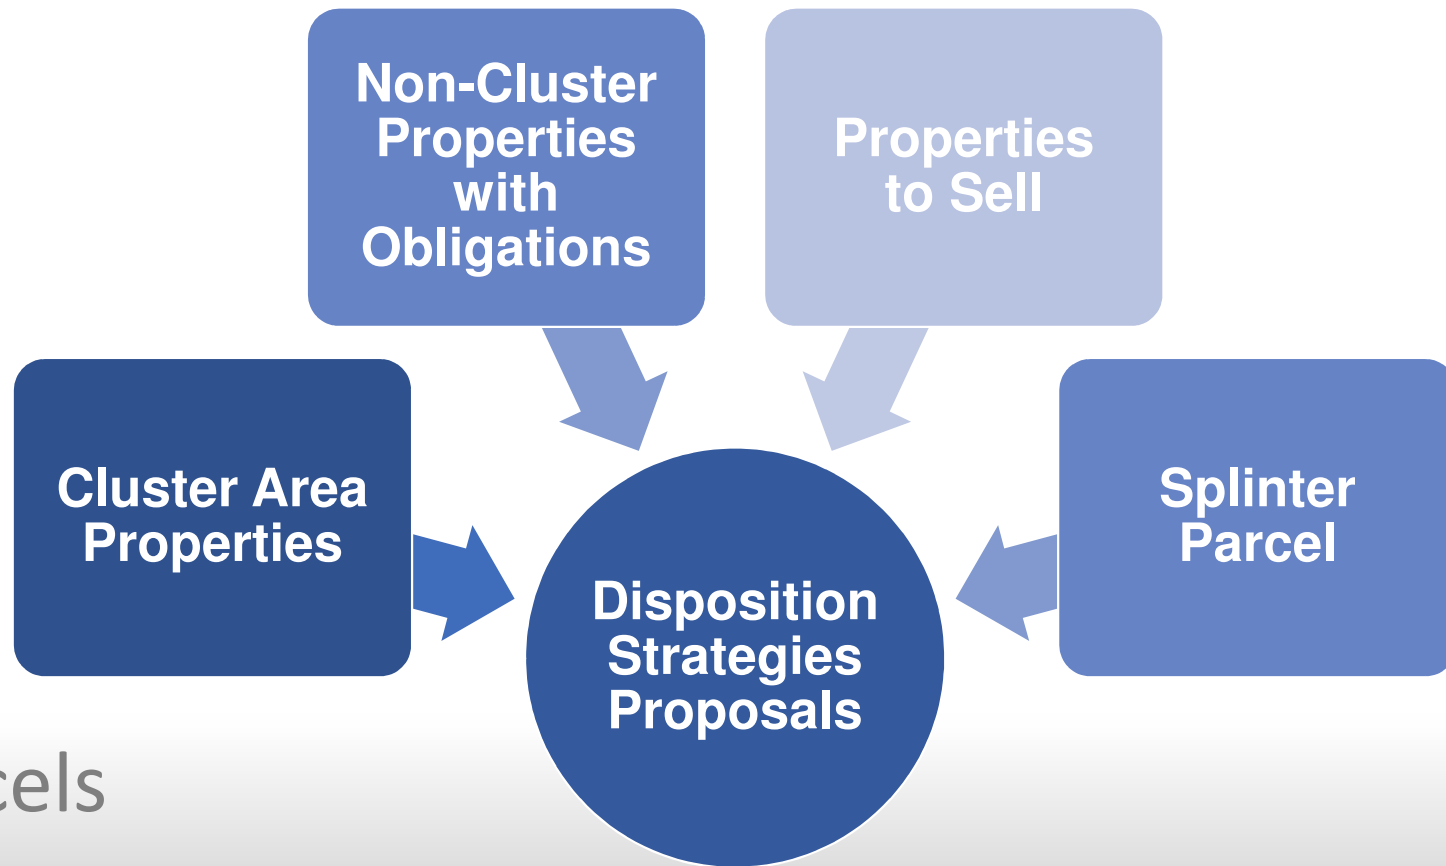 Non-Cluster
Properties
with
Obligations
Properties
to Sell
Cluster Area
Properties
Splinter
Parcel
Disposition
Strategies
Proposals
cels